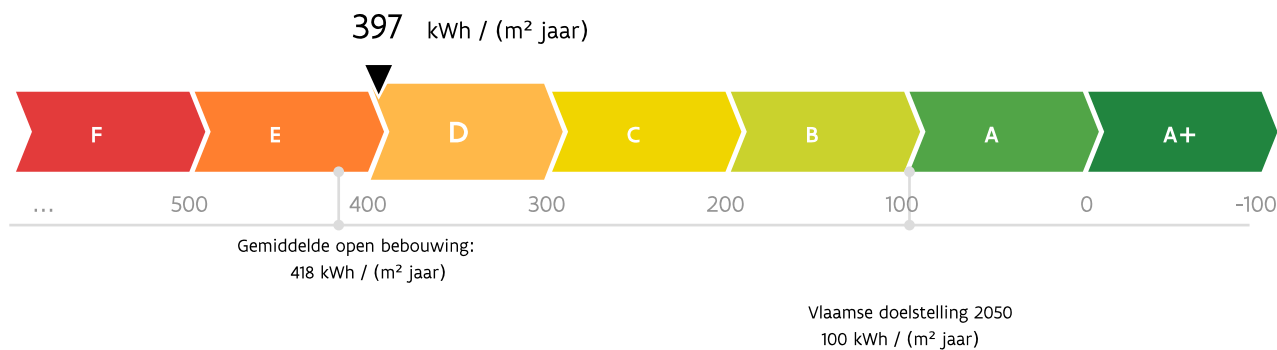 397 kWh / (m² jaar)
F E D C B A A+
... 500 400 300 200 100 0 -100
Gemiddelde open bebouwing:
418 kWh / (m² jaar)
Vlaamse doelstelling 2050
100 kWh / (m² jaar)